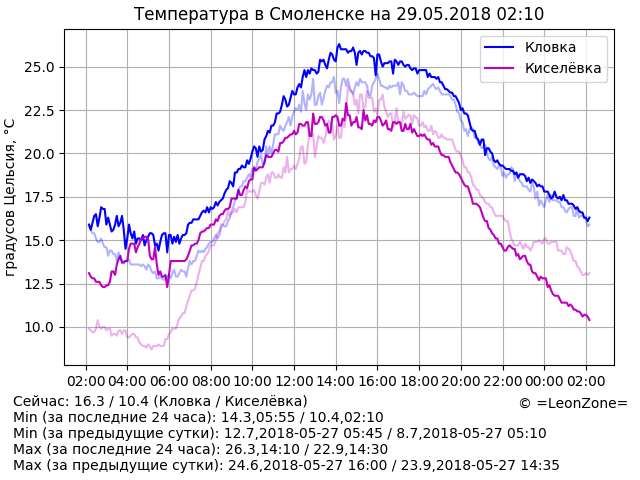 Температура в Смоленске на 29.05.2018 02:10
Кловка
Киселёвка
градусов Цельсия, °C
25.0
22.5
20.0
17.5
15.0
12.5
10.0
02:00 04:00 06:00 08:00 10:00 12:00 14:00 16:00 18:00 20:00 22:00 00:00 02:00
Сейчас: 16.3 / 10.4 (Кловка / Киселёвка)
© =LeonZone=
Min (за последние 24 часа): 14.3,05:55 / 10.4,02:10
Min (за предыдущие сутки): 12.7,2018-05-27 05:45 / 8.7,2018-05-27 05:10
Max (за последние 24 часа): 26.3,14:10 / 22.9,14:30
Max (за предыдущие сутки): 24.6,2018-05-27 16:00 / 23.9,2018-05-27 14:35